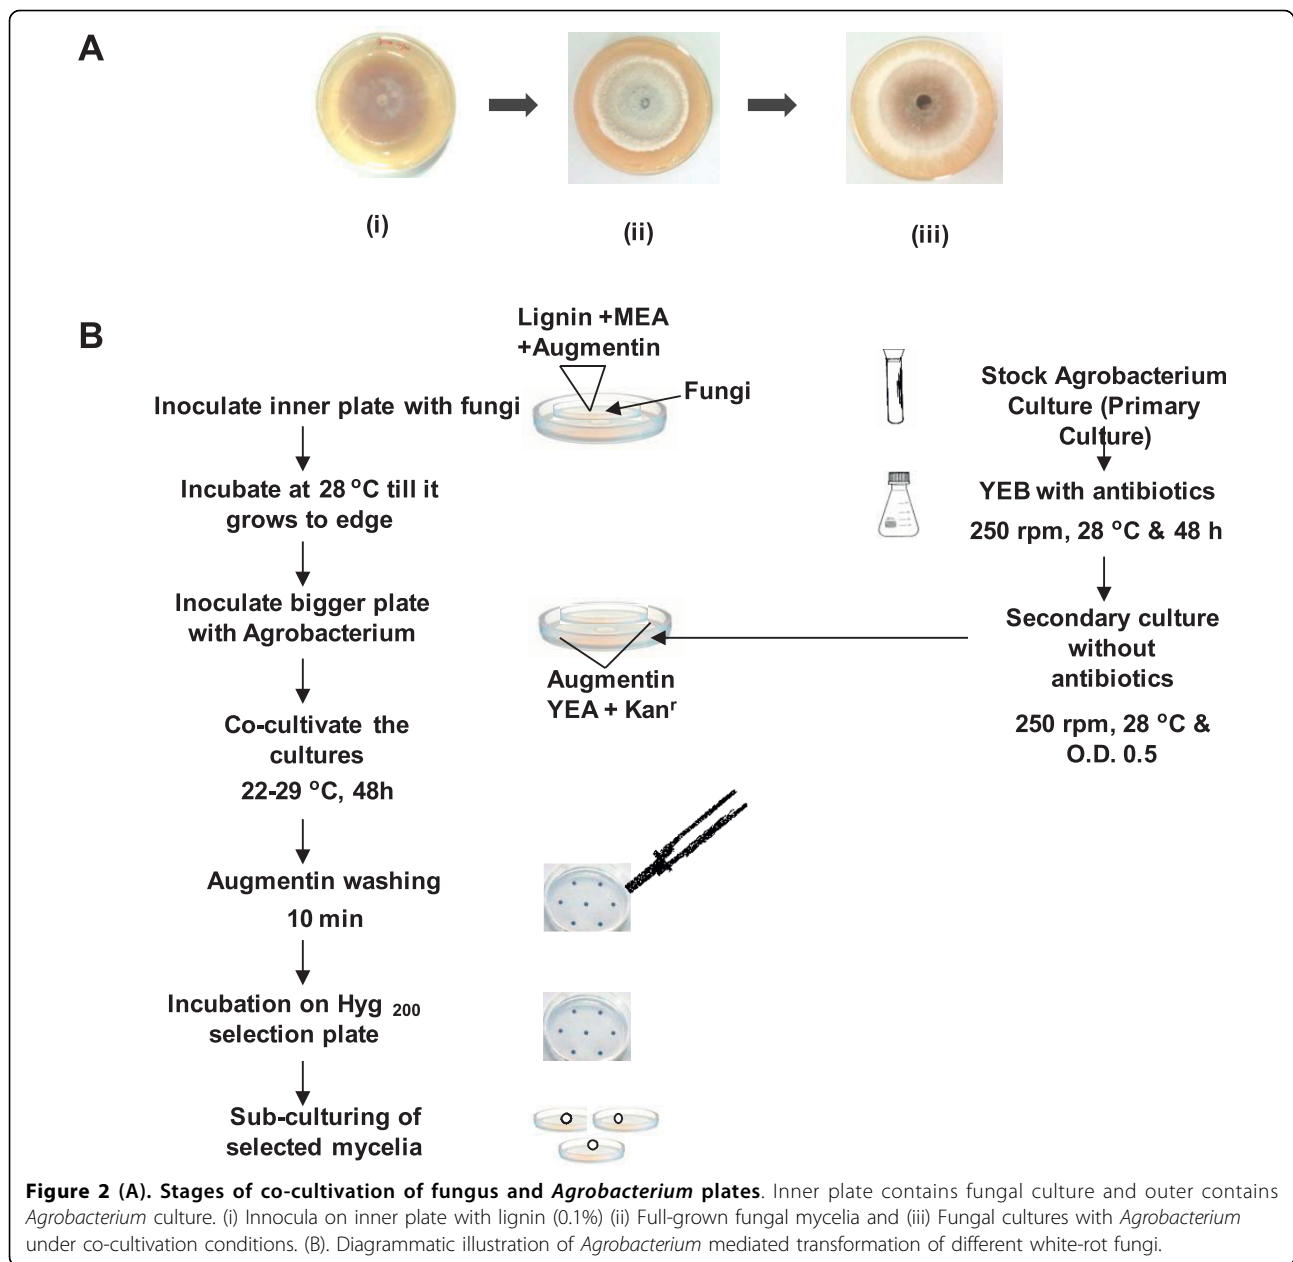 A
(i)
(ii)
(iii)
B
Lignin +MEA
+Augmentin
Fungi
Inoculate inner plate with fungi
Incubate at 28 °C till it
grows to edge
Inoculate bigger plate
with Agrobacterium
Co-cultivate the
cultures
22-29 °C, 48h
Augmentin washing
10 min
Incubation on Hyg 200
selection plate
Sub-culturing of
selected mycelia
Augmentin
YEA + Kanʳ
Stock Agrobacterium
Culture (Primary
Culture)
YEB with antibiotics
250 rpm, 28 °C & 48 h
Secondary culture
without
antibiotics
250 rpm, 28 °C &
O.D. 0.5
Figure 2 (A). Stages of co-cultivation of fungus and Agrobacterium plates. Inner plate contains fungal culture and outer contains
Agrobacterium culture. (i) Innocula on inner plate with lignin (0.1%) (ii) Full-grown fungal mycelia and (iii) Fungal cultures with Agrobacterium
under co-cultivation conditions. (B). Diagrammatic illustration of Agrobacterium mediated transformation of different white-rot fungi.